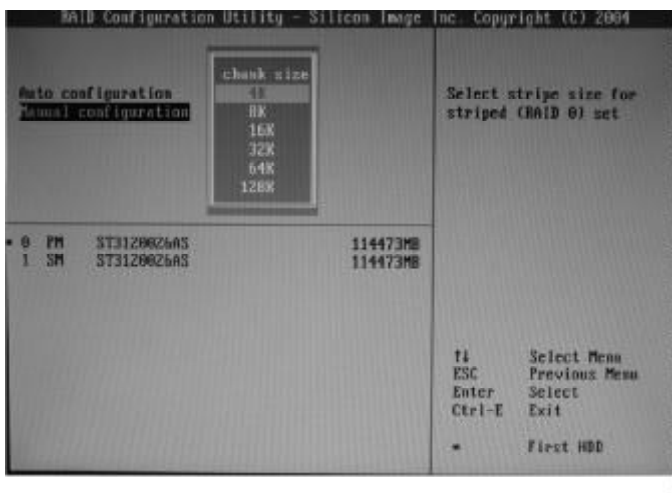 RAID Configuration Utility - Silicon Image Inc. Copyright (C) 2004
Auto configuration
Manual configuration
chunk size
4K
8K
16K
32K
64K
128K
Select stripe size for
striped (RAID 0) set
* 0 PM ST3120026AS 114473MB
1 SM ST3120026AS 114473MB
↑↓ Select Menu
ESC Previous Menu
Enter Select
Ctrl-E Exit
* First HDD